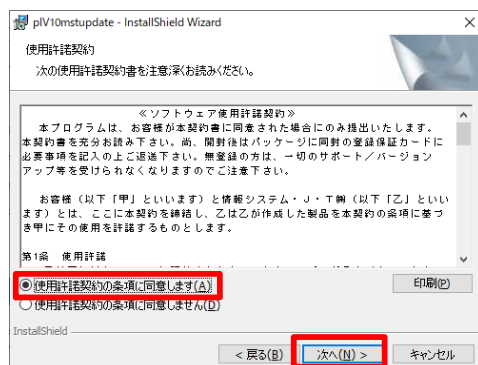 plV10mstupdate - InstallShield Wizard
使用許諾契約
次の使用許諾契約書を注意深くお読みください。
≪ソフトウェア使用許諾契約≫
本プログラムは、お客様が本契約書に同意された場合にのみ提出いたします。
本契約書を充分お読み下さい。尚、開封後はパッケージに同封の登録保証カードに
必要事項を記入の上ご返送下さい。無登録の方は、一切のサポート／バージョン
アップ等を受けられなくなりますのでご注意下さい。
お客様（以下「甲」といいます）と情報システム・Ｊ・Ｔ㈱（以下「乙」といい
ます）とは、ここに本契約を締結し、乙は乙が作成した製品を本契約の条項に基づ
き甲にその使用を許諾するものとします。
第1条　使用許諾
使用許諾契約の条項に同意します(A)
印刷(P)
使用許諾契約の条項に同意しません(D)
InstallShield
< 戻る(B)
次へ(N) >
キャンセル